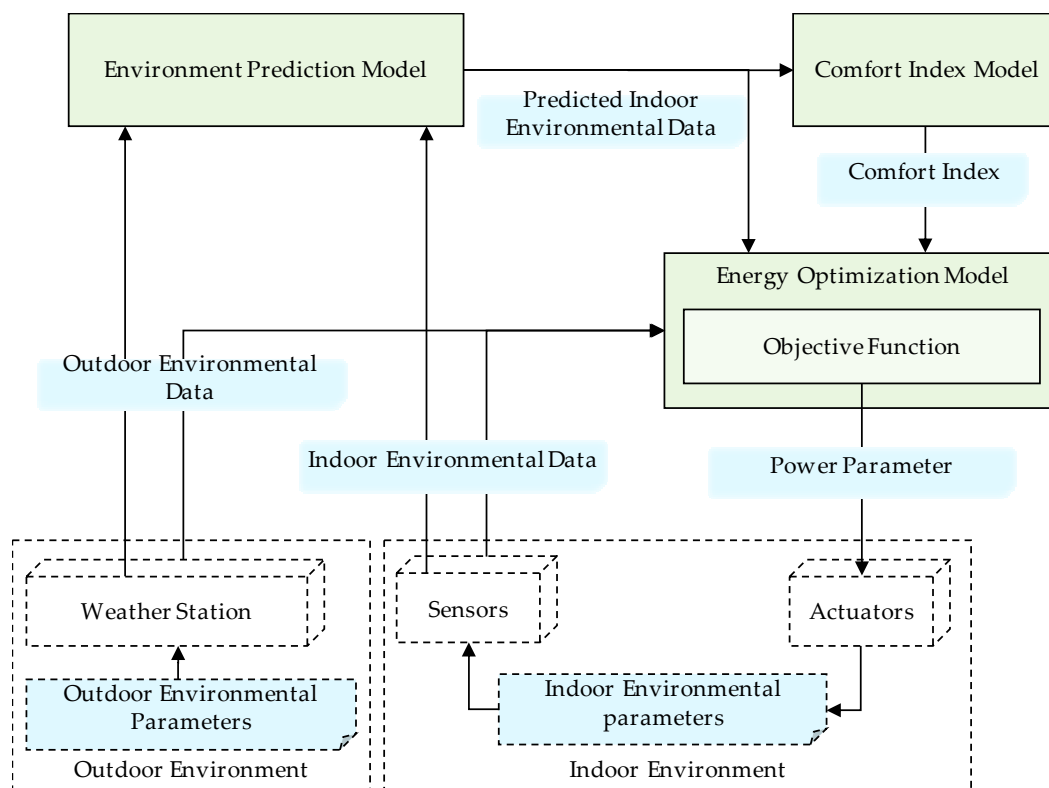 Environment Prediction Model
Comfort Index Model
Predicted Indoor
Environmental Data
Comfort Index
Energy Optimization Model
Objective Function
Outdoor Environmental
Data
Indoor Environmental Data
Power Parameter
Weather Station
Sensors
Actuators
Outdoor Environmental
Parameters
Indoor Environmental
parameters
Outdoor Environment
Indoor Environment